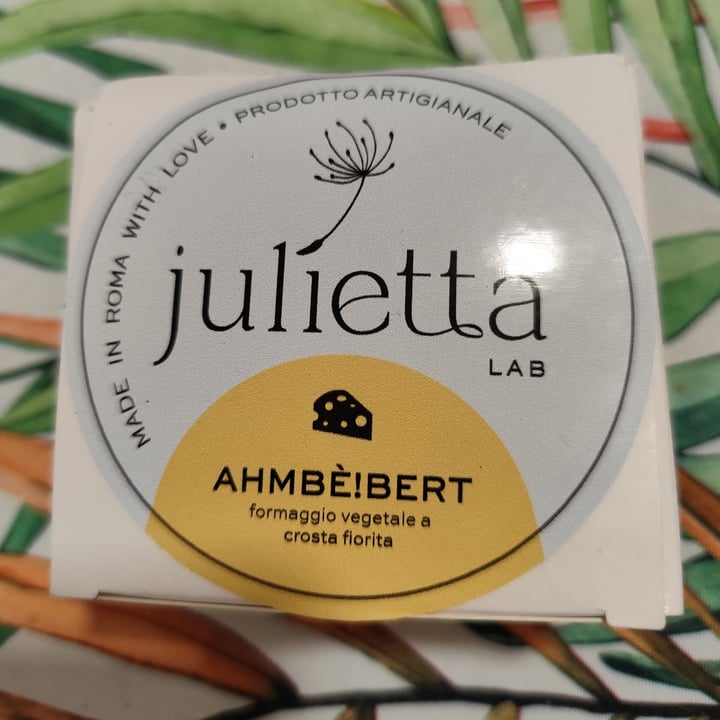 MADE IN ROMA WITH LOVE • PRODOTTO ARTIGIANALE
julietta
LAB
AHMBÈ!BERT
formaggio vegetale a
crosta fiorita